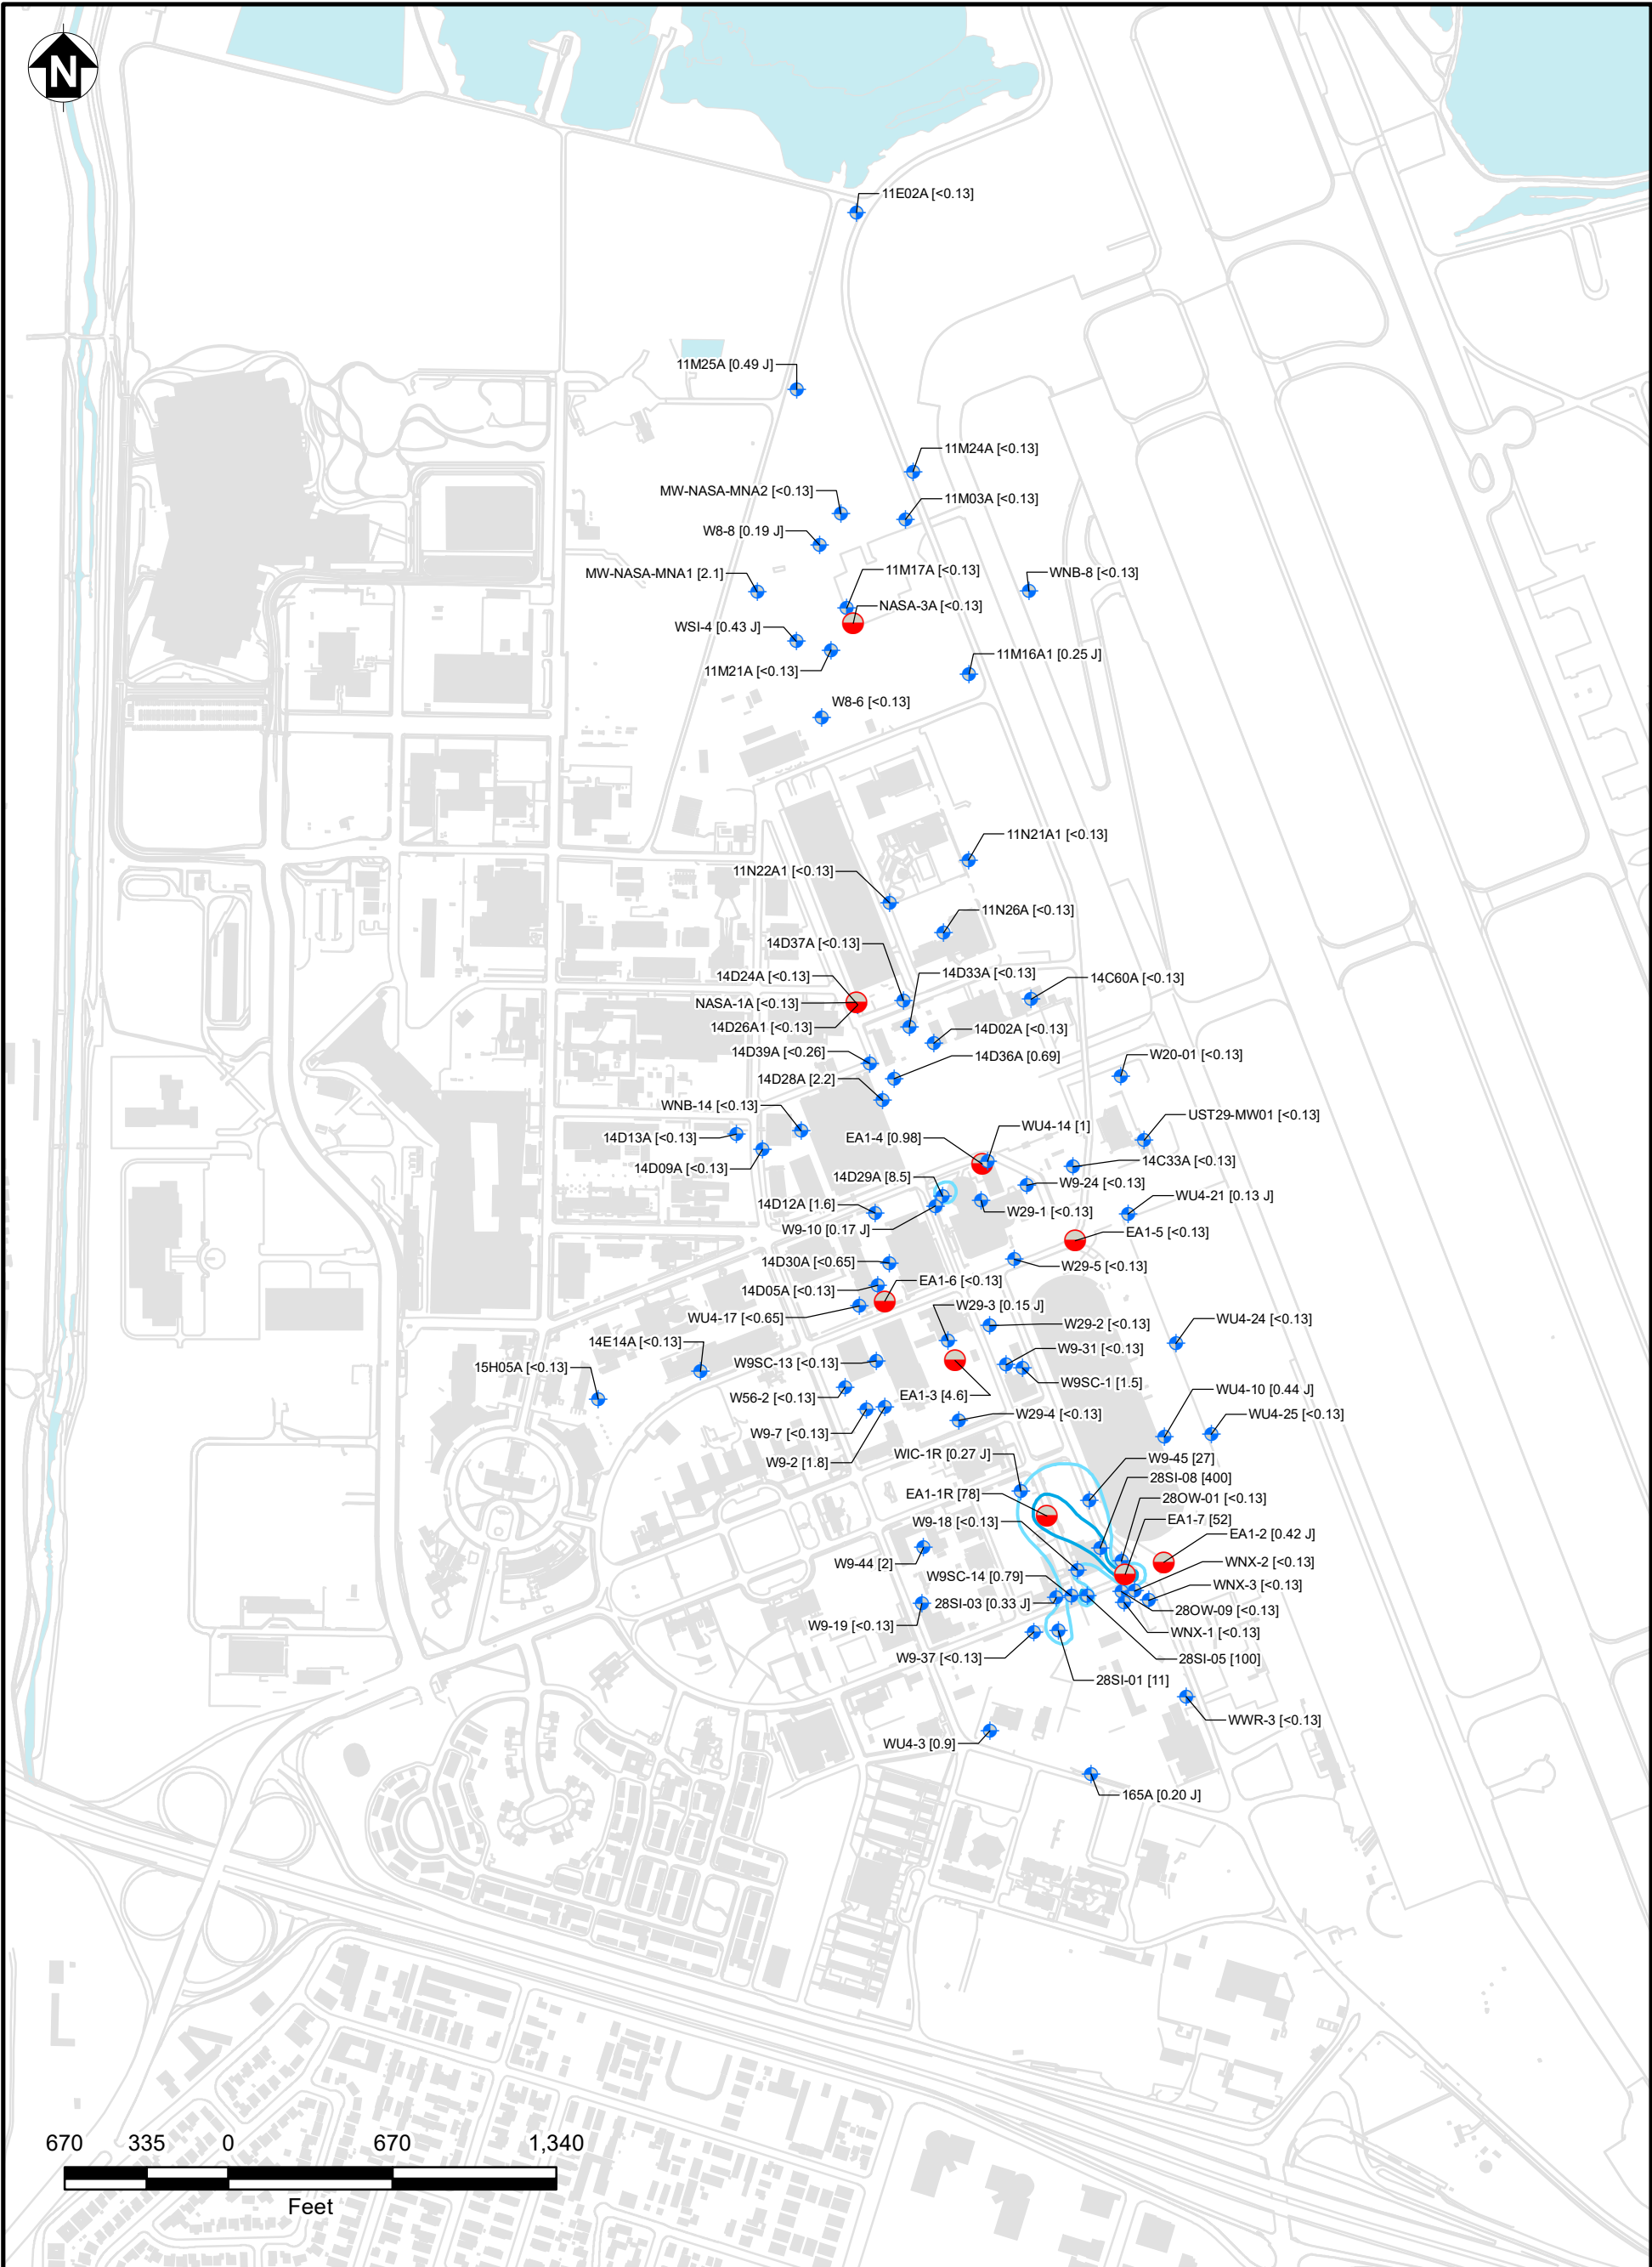 N
11E02A [<0.13]
11M25A [0.49 J]
11M24A [<0.13]
MW-NASA-MNA2 [<0.13]
11M03A [<0.13]
W8-8 [0.19 J]
MW-NASA-MNA1 [2.1]
11M17A [<0.13]
WNB-8 [<0.13]
NASA-3A [<0.13]
WSI-4 [0.43 J]
11M21A [<0.13]
11M16A1 [0.25 J]
W8-6 [<0.13]
11N21A1 [<0.13]
11N22A1 [<0.13]
11N26A [<0.13]
14D37A [<0.13]
14D24A [<0.13]
14D33A [<0.13]
14C60A [<0.13]
NASA-1A [<0.13]
14D26A1 [<0.13]
14D02A [<0.13]
14D39A [<0.26]
14D36A [0.69]
W20-01 [<0.13]
14D28A [2.2]
WNB-14 [<0.13]
UST29-MW01 [<0.13]
14D13A [<0.13]
EA1-4 [0.98]
WU4-14 [1]
14D09A [<0.13]
14C33A [<0.13]
14D29A [8.5]
W9-24 [<0.13]
14D12A [1.6]
WU4-21 [0.13 J]
W29-1 [<0.13]
W9-10 [0.17 J]
EA1-5 [<0.13]
14D30A [<0.65]
W29-5 [<0.13]
EA1-6 [<0.13]
14D05A [<0.13]
W29-3 [0.15 J]
WU4-17 [<0.65]
W29-2 [<0.13]
WU4-24 [<0.13]
14E14A [<0.13]
W9-31 [<0.13]
W9SC-13 [<0.13]
15H05A [<0.13]
W9SC-1 [1.5]
WU4-10 [0.44 J]
W56-2 [<0.13]
EA1-3 [4.6]
WU4-25 [<0.13]
W29-4 [<0.13]
W9-7 [<0.13]
WIC-1R [0.27 J]
W9-45 [27]
W9-2 [1.8]
28SI-08 [400]
EA1-1R [78]
28OW-01 [<0.13]
EA1-7 [52]
W9-18 [<0.13]
EA1-2 [0.42 J]
W9-44 [2]
WNX-2 [<0.13]
W9SC-14 [0.79]
WNX-3 [<0.13]
28SI-03 [0.33 J]
28OW-09 [<0.13]
W9-19 [<0.13]
WNX-1 [<0.13]
W9-37 [<0.13]
28SI-05 [100]
28SI-01 [11]
WWR-3 [<0.13]
WU4-3 [0.9]
165A [0.20 J]
670 335 0 670 1,340
Feet